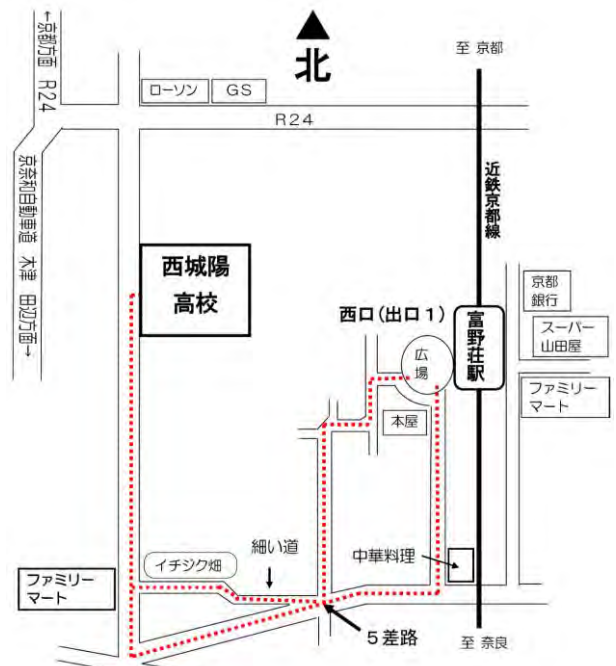 ←京都方面 R24
北
至 京都
ローソン
GS
R24
京奈和自動車道 木津 田辺方面→
近鉄京都線
西城陽
高校
西口(出口1)
広場
富野荘駅
京都
銀行
スーパー
山田屋
ファミリー
マート
本屋
細い道
中華料理
イチジク畑
ファミリー
マート
5差路
至 奈良